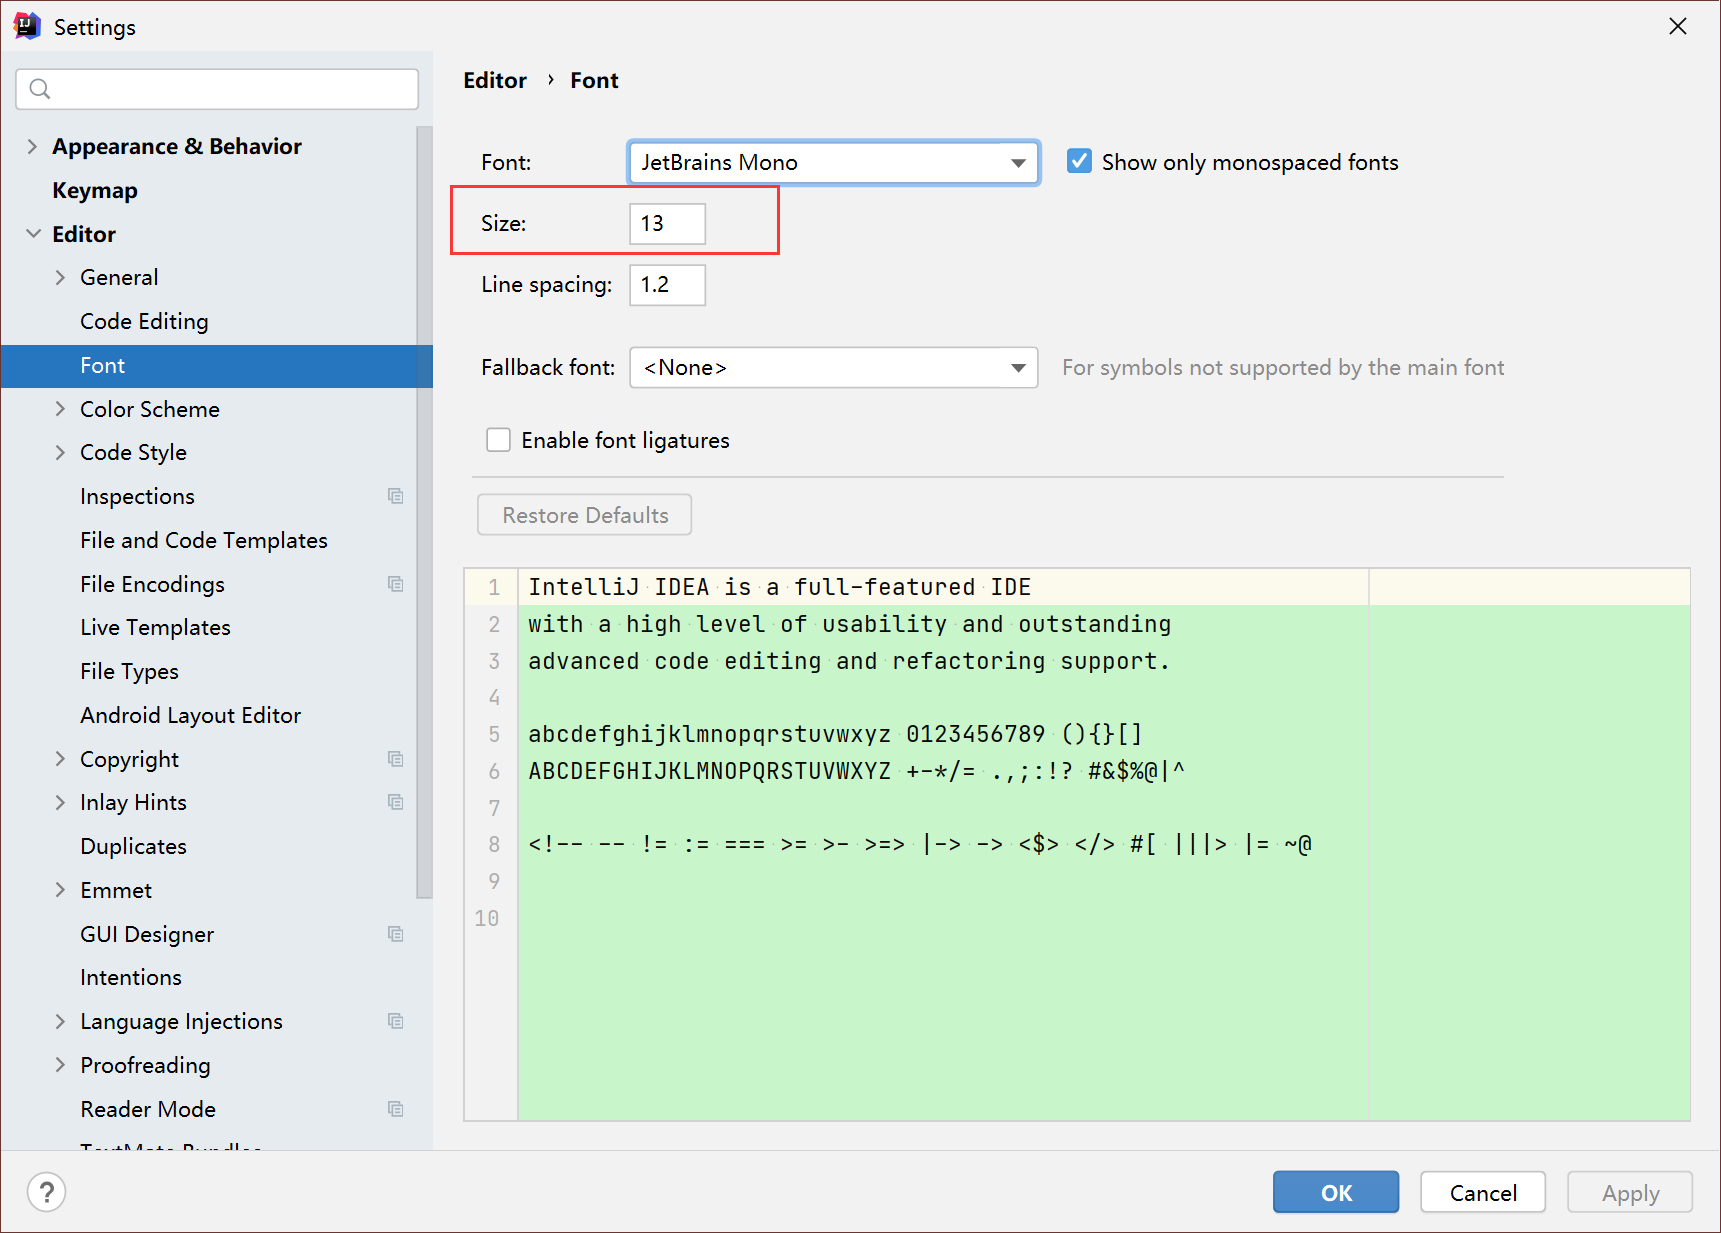 Settings
Appearance & Behavior
Keymap
Editor
General
Code Editing
Font
Color Scheme
Code Style
Inspections
File and Code Templates
File Encodings
Live Templates
File Types
Android Layout Editor
Copyright
Inlay Hints
Duplicates
Emmet
GUI Designer
Intentions
Language Injections
Proofreading
Reader Mode
TextMate Bundles
Editor › Font
Font: JetBrains Mono Show only monospaced fonts
Size: 13
Line spacing: 1.2
Fallback font: <None> For symbols not supported by the main font
Enable font ligatures
Restore Defaults
1 IntelliJ IDEA is a full-featured IDE
2 with a high level of usability and outstanding
3 advanced code editing and refactoring support.
4
5 abcdefghijklmnopqrstuvwxyz 0123456789 (){}[]
6 ABCDEFGHIJKLMNOPQRSTUVWXYZ +-*/= .,;:!? #&$%@|^
7
8 <!-- -- != := === >= >- >=> |-> -> <$> </> #[ |||> |= ~@
9
10
? OK Cancel Apply